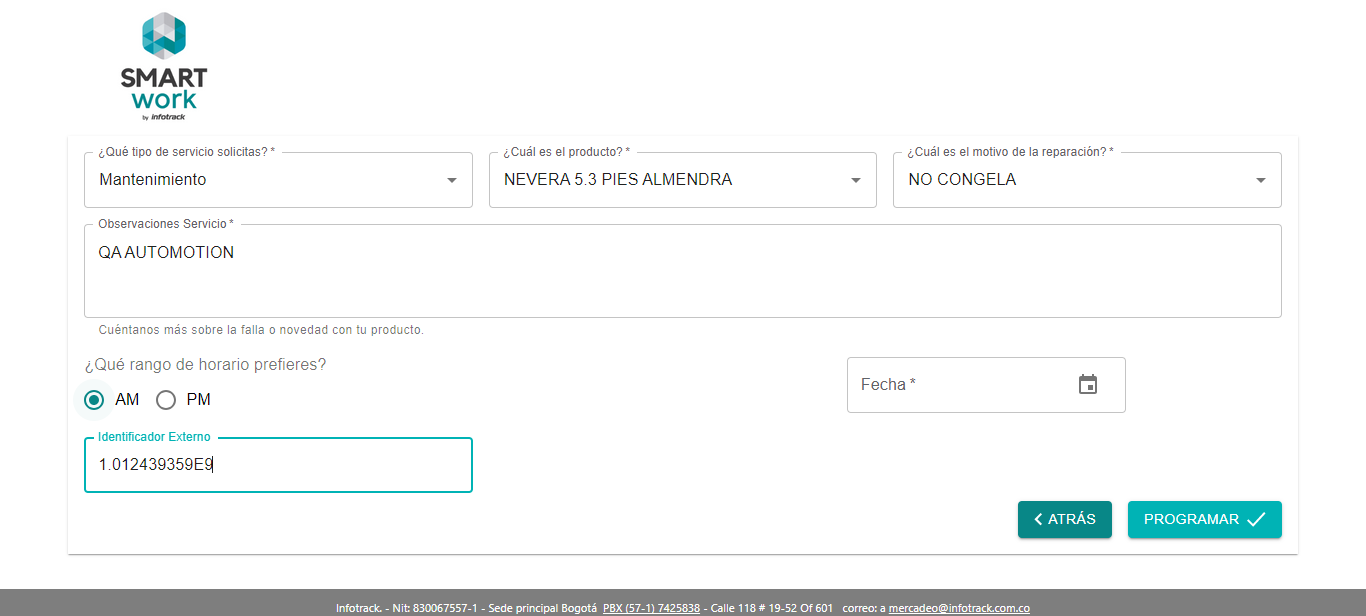 SMART
work
by infotrack
¿Qué tipo de servicio solicitas? *
Mantenimiento
¿Cuál es el producto? *
NEVERA 5.3 PIES ALMENDRA
¿Cuál es el motivo de la reparación? *
NO CONGELA
Observaciones Servicio *
QA AUTOMOTION
Cuéntanos más sobre la falla o novedad con tu producto.
¿Qué rango de horario prefieres?
AM PM
Fecha *
Identificador Externo
1.012439359E9
ATRÁS
PROGRAMAR
Infotrack. - Nit: 830067557-1 - Sede principal Bogotá PBX (57-1) 7425838 - Calle 118 # 19-52 Of 601 correo: a mercadeo@infotrack.com.co